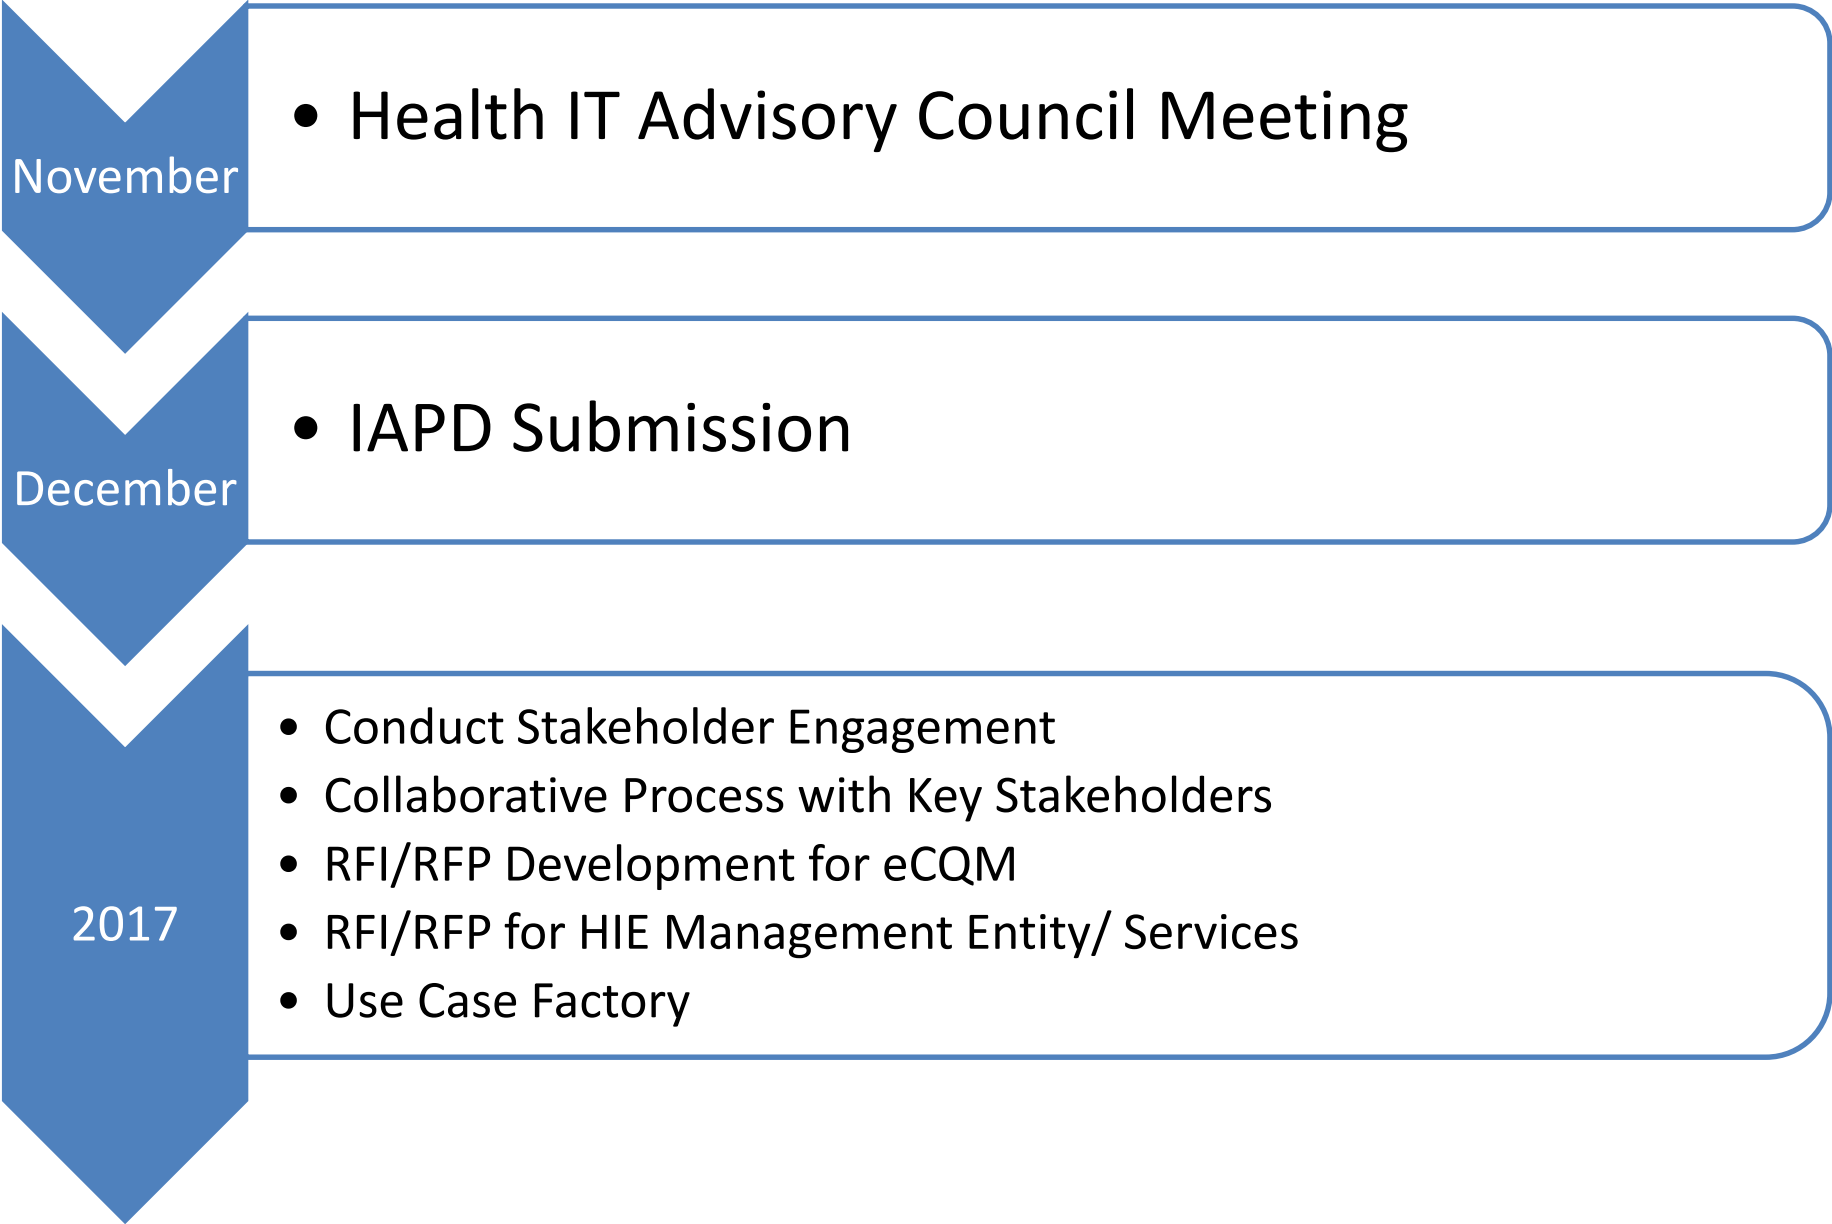 November
• Health IT Advisory Council Meeting
December
• IAPD Submission
2017
• Conduct Stakeholder Engagement
• Collaborative Process with Key Stakeholders
• RFI/RFP Development for eCQM
• RFI/RFP for HIE Management Entity/ Services
• Use Case Factory